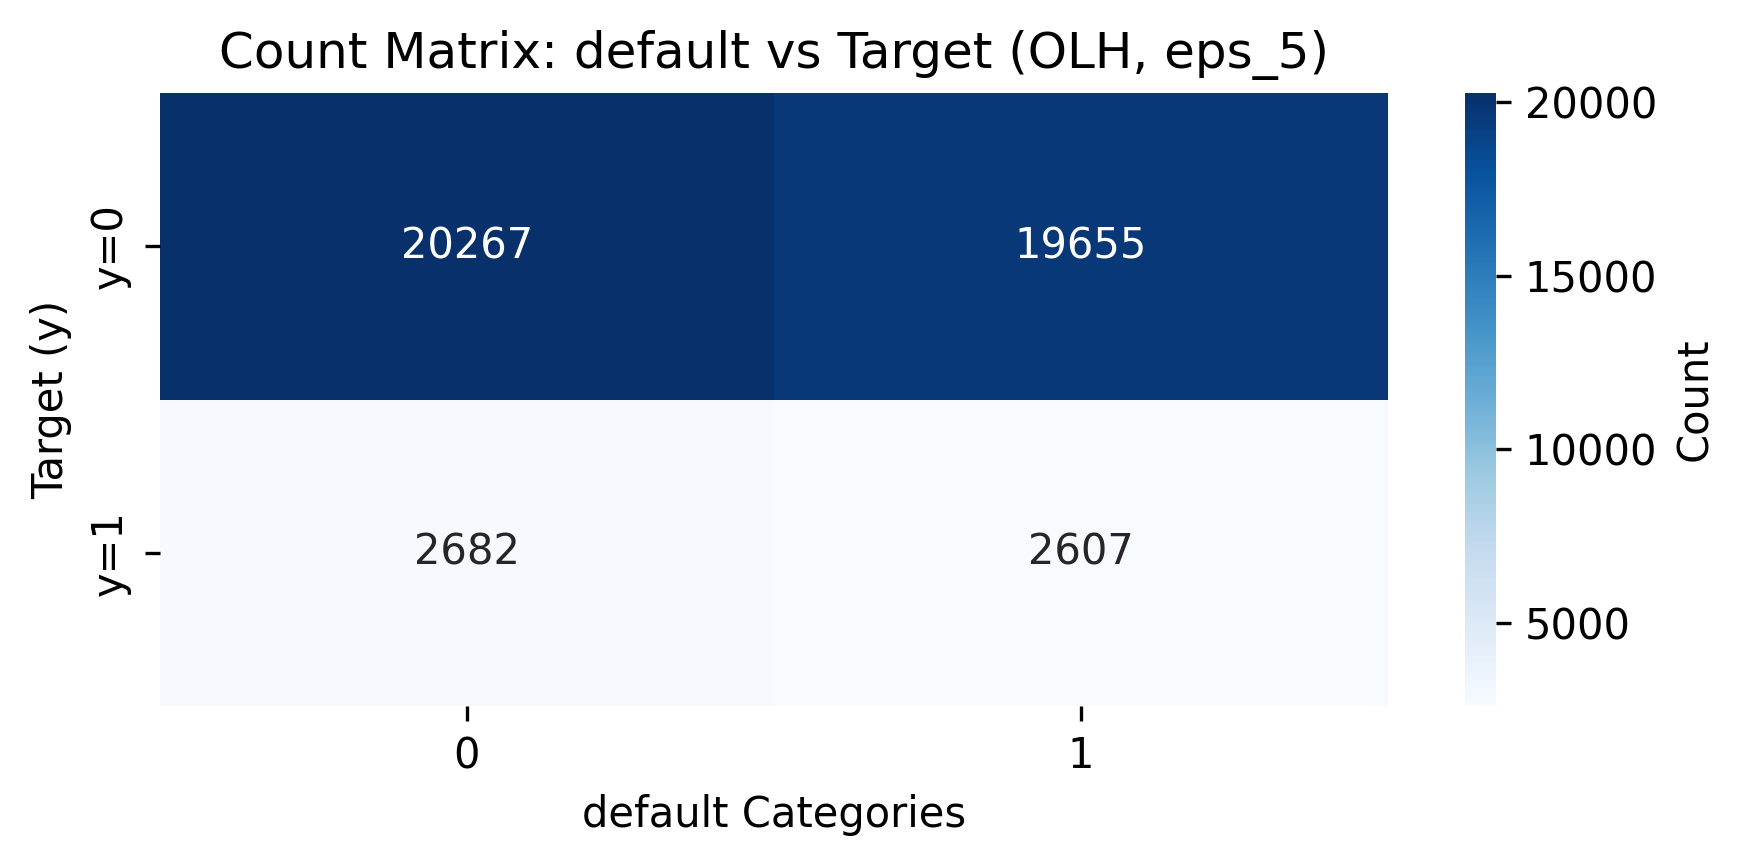 Count Matrix: default vs Target (OLH, eps_5)
Target (y)
y=0
y=1
20267 19655
2682 2607
0 1
default Categories
20000
15000
10000
5000
Count